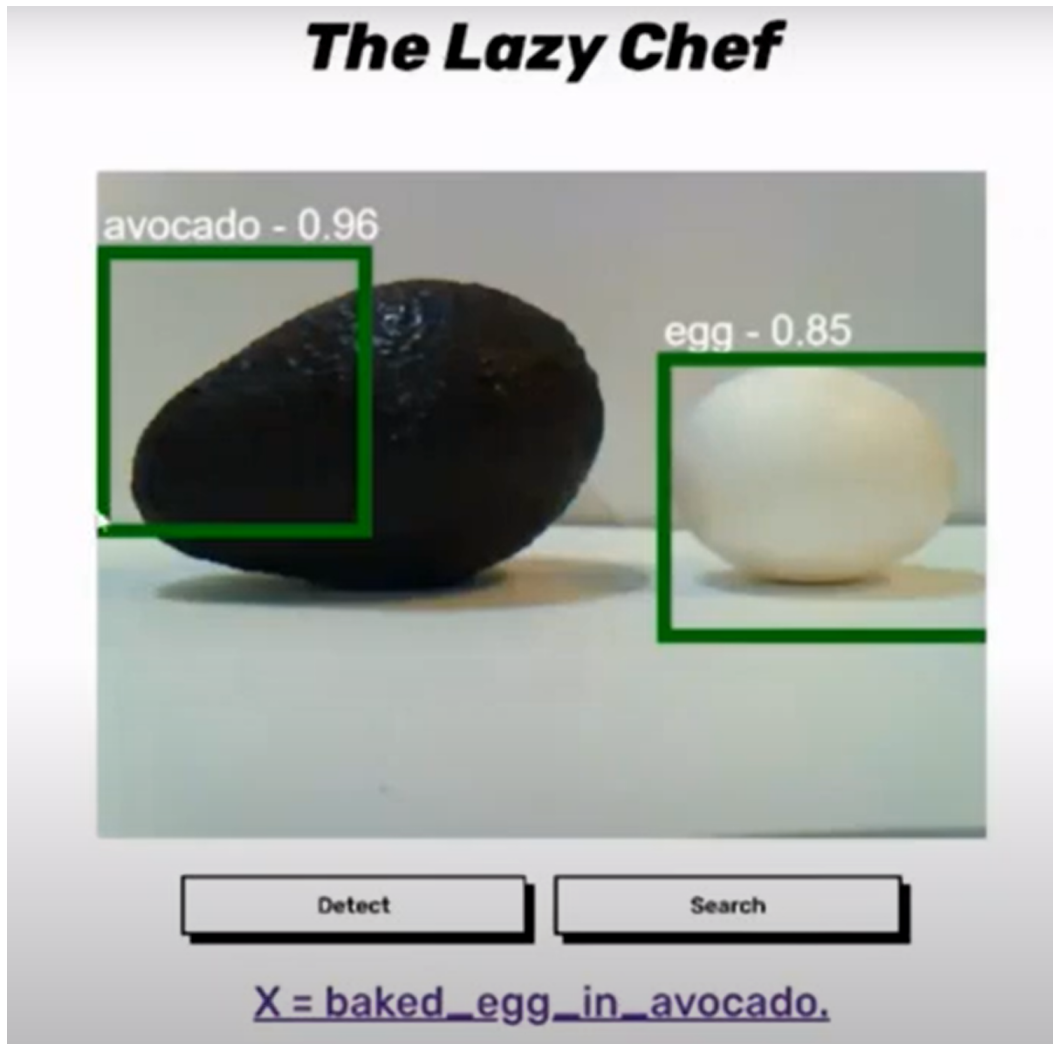 The Lazy Chef
avocado - 0.96
egg - 0.85
Detect
Search
X = baked_egg_in_avocado.